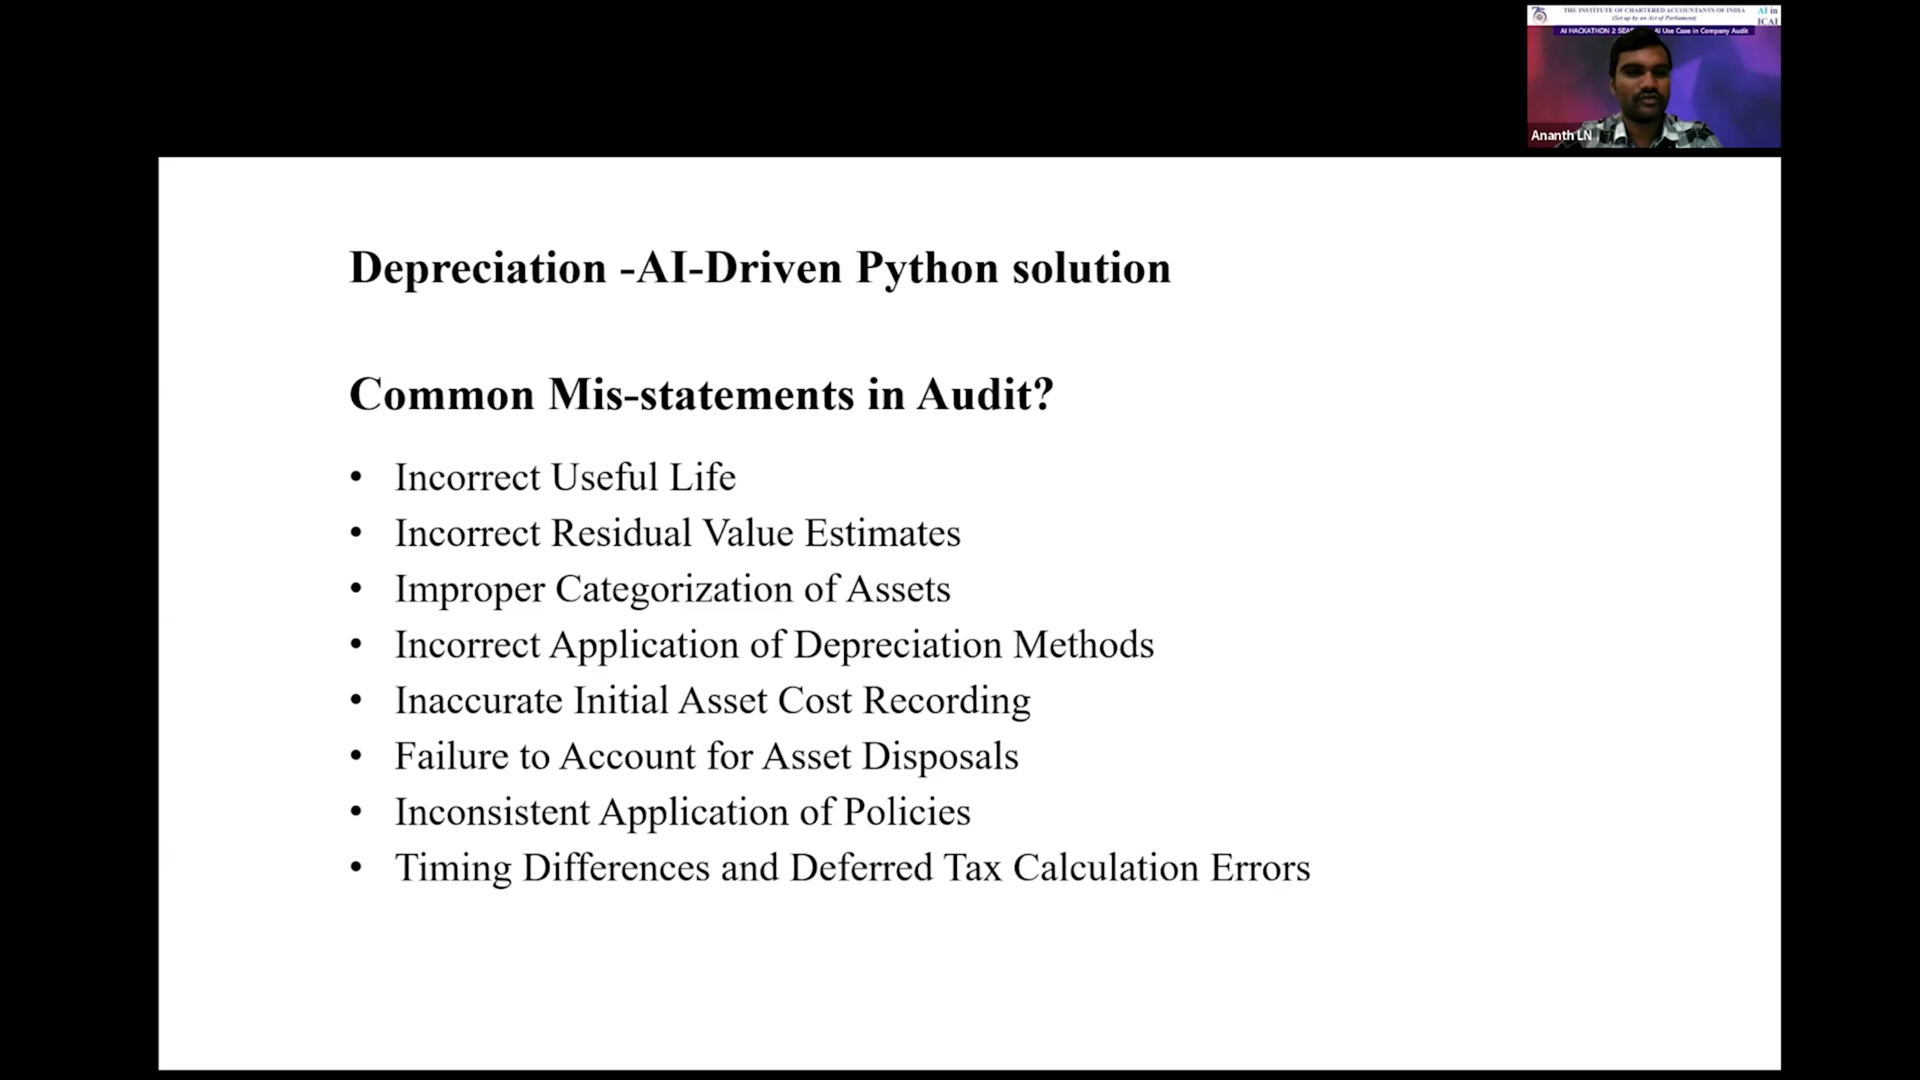 THE INSTITUTE OF CHARTERED ACCOUNTANTS OF INDIA
(Set up by an Act of Parliament)
AI in
ICAI
AI HACKATHON 2 AI Use Case in Company Audit
Ananth LN
Depreciation -AI-Driven Python solution
Common Mis-statements in Audit?
• Incorrect Useful Life
• Incorrect Residual Value Estimates
• Improper Categorization of Assets
• Incorrect Application of Depreciation Methods
• Inaccurate Initial Asset Cost Recording
• Failure to Account for Asset Disposals
• Inconsistent Application of Policies
• Timing Differences and Deferred Tax Calculation Errors